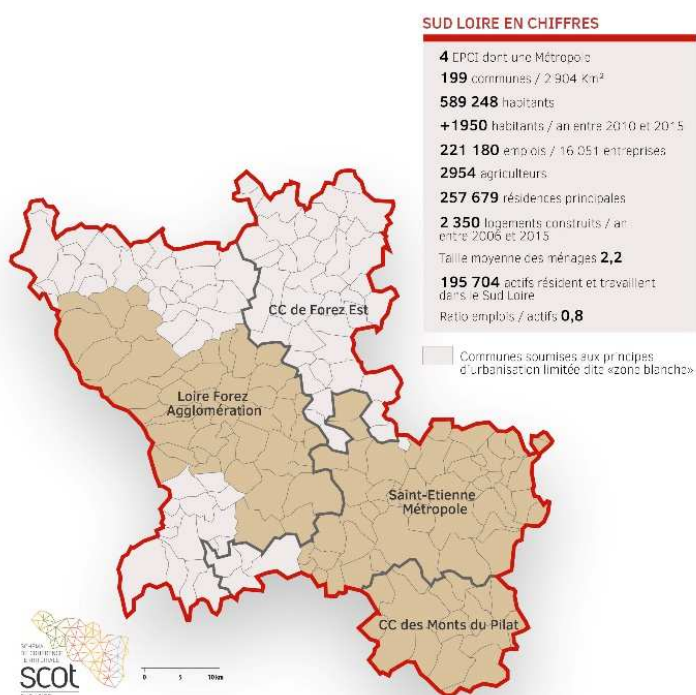 SUD LOIRE EN CHIFFRES
4 EPCI dont une Métropole
199 communes / 2 904 Km²
589 248 habitants
+1950 habitants / an entre 2010 et 2015
221 180 emplois / 16 051 entreprises
2954 agriculteurs
257 679 résidences principales
2 350 logements construits / an
entre 2006 et 2015
Taille moyenne des ménages 2,2
195 704 actifs résident et travaillent
dans le Sud Loire
Ratio emplois / actifs 0,8
Communes soumises aux principes
d'urbanisation limitée dite «zone blanche»
CC de Forez Est
Loire Forez
Agglomération
Saint-Etienne
Métropole
CC des Monts du Pilat
SCHÉMA
DE COHÉRENCE
TERRITORIALE
scot
0 5 10km